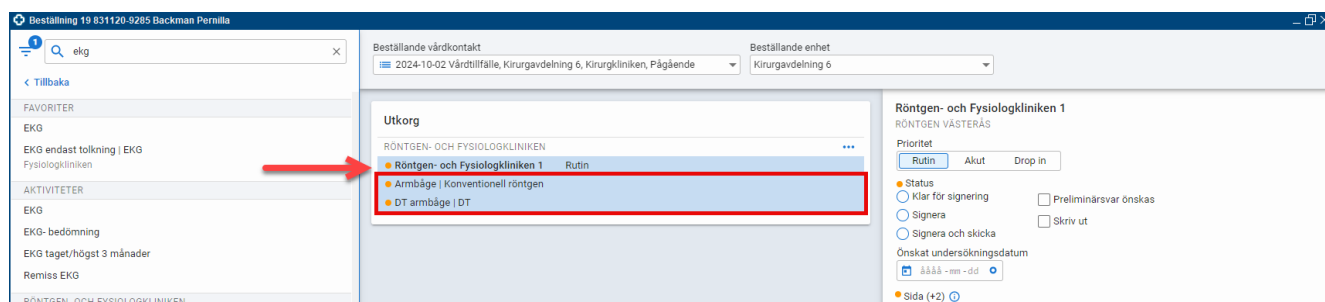 Beställning 19 831120-9285 Backman Pernilla
1
ekg
Tillbaka
FAVORITER
EKG
EKG endast tolkning | EKG
Fysiologkliniken
AKTIVITETER
EKG
EKG- bedömning
EKG taget/högst 3 månader
Remiss EKG
RÖNTGEN- OCH FYSIOLOGKLINIKEN
Beställande vårdkontakt
2024-10-02 Vårdtillfälle, Kirurgavdelning 6, Kirurgkliniken, Pågående
Beställande enhet
Kirurgavdelning 6
Utkorg
RÖNTGEN- OCH FYSIOLOGKLINIKEN
Röntgen- och Fysiologkliniken 1 Rutin
Armbåge | Konventionell röntgen
DT armbåge | DT
Röntgen- och Fysiologkliniken 1
RÖNTGEN VÄSTERÅS
Prioritet
Rutin Akut Drop in
Status
Klar för signering Preliminärsvar önskas
Signera Skriv ut
Signera och skicka
Önskat undersökningsdatum
åååå-mm-dd
Sida (+2)